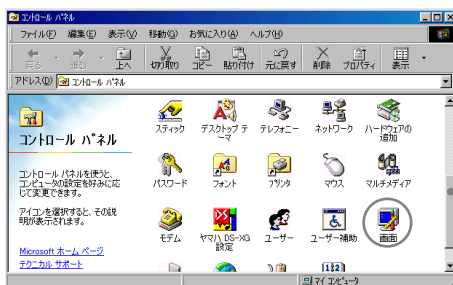 コントロール パネル
ファイル(F) 編集(E) 表示(V) 移動(G) お気に入り(A) ヘルプ(H)
戻る 進む 上へ 切り取り コピー 貼り付け 元に戻す 削除 プロパティ 表示
アドレス(D) コントロール パネル
コントロール パネル
コントロール パネルを使うと、
コンピュータの設定を好みに応
じて変更できます。
アイコンを選択すると、その説
明が表示されます。
Microsoft ホーム ページ
テクニカル サポート
スティック デスクトップ テ
ーマ
テレフォニー ネットワーク ハードウェアの
追加
パスワード フォント プリンタ マウス マルチメディア
モデム ヤマハ DS-XG
設定
ユーザー ユーザー補助 画面
マイ コンピュータ